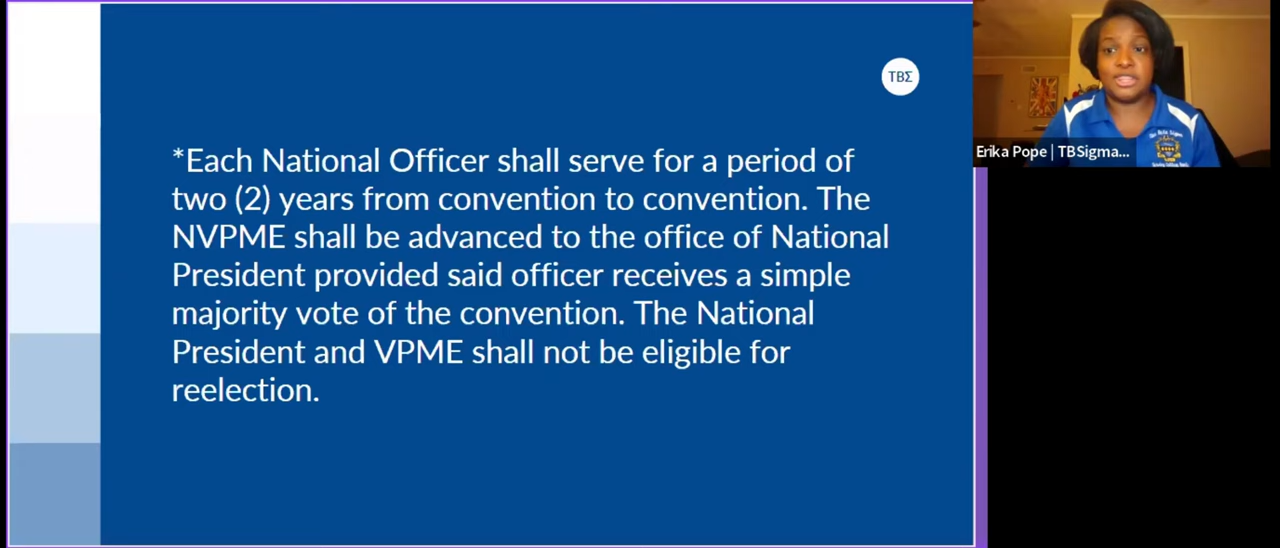 TBΣ
*Each National Officer shall serve for a period of
two (2) years from convention to convention. The
NVPME shall be advanced to the office of National
President provided said officer receives a simple
majority vote of the convention. The National
President and VPME shall not be eligible for
reelection.
Erika Pope | TBSigma...